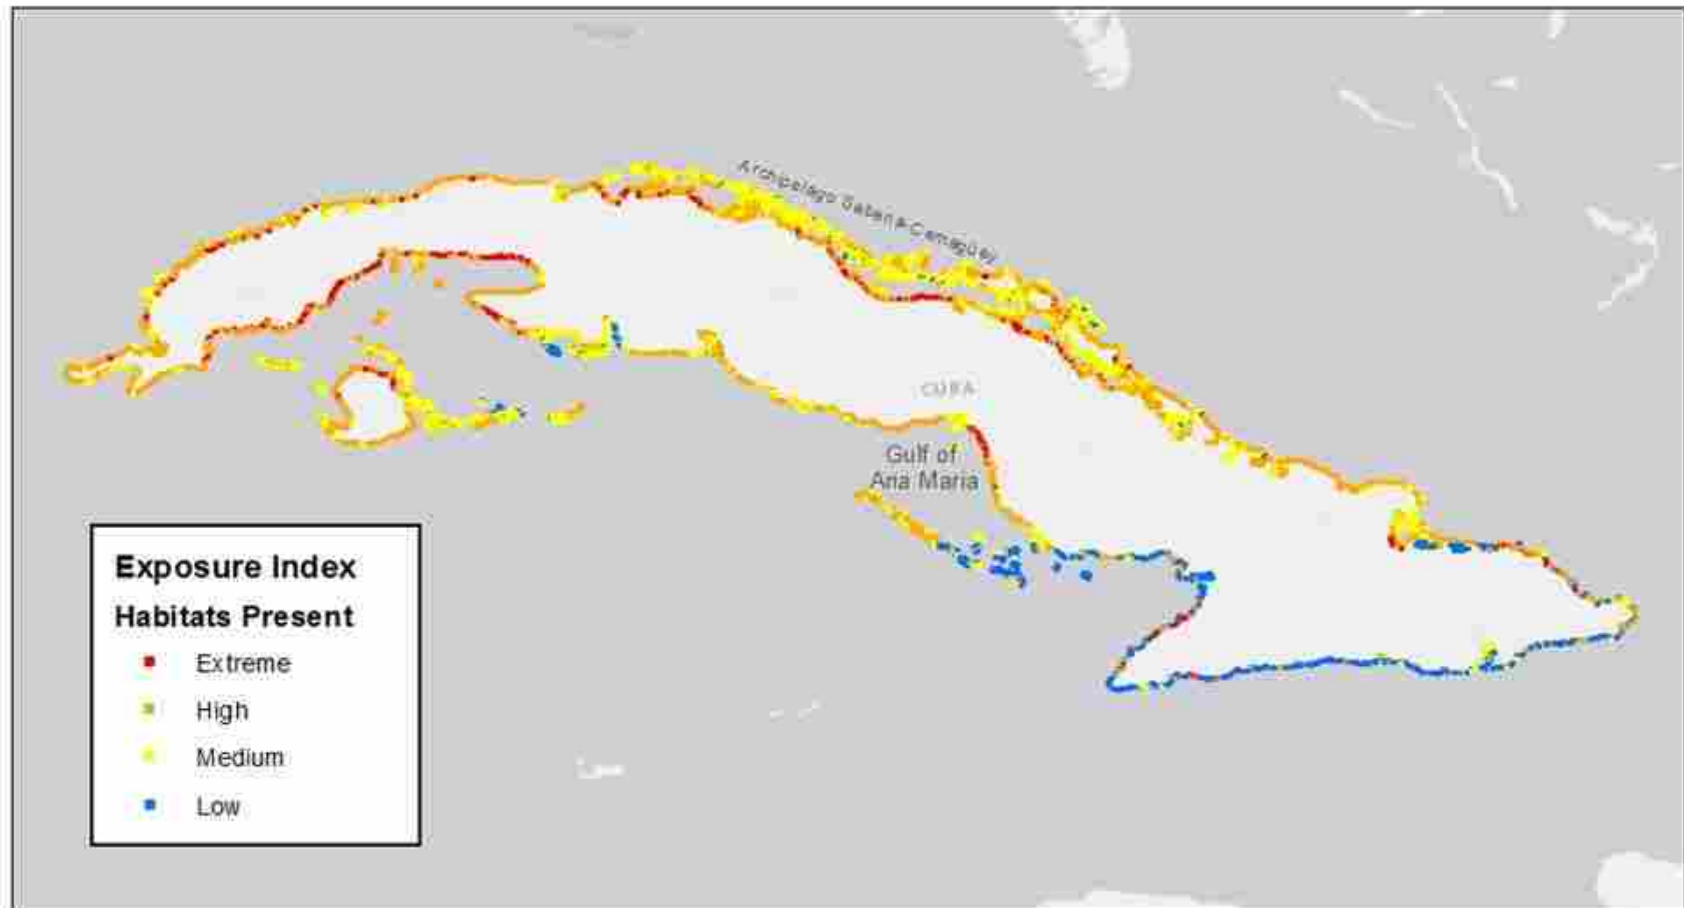 Archipelago Sabana-Camagüey
CUBA
Gulf of
Ana Maria
Exposure Index
Habitats Present
Extreme
High
Medium
Low